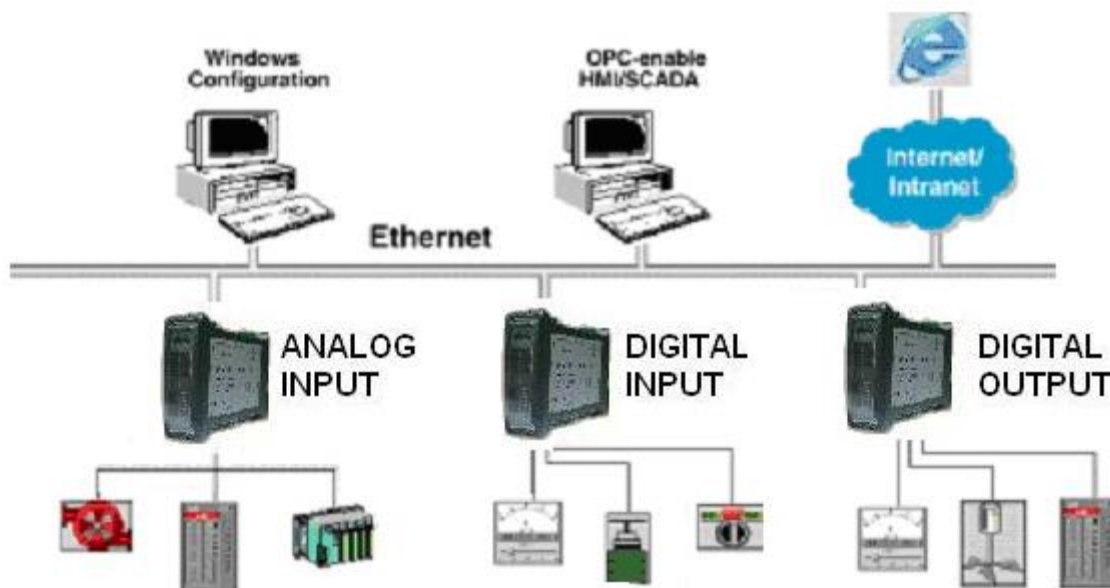 Windows
Configuration
OPC-enable
HMI/SCADA
Internet/
Intranet
Ethernet
ANALOG
INPUT
DIGITAL
INPUT
DIGITAL
OUTPUT